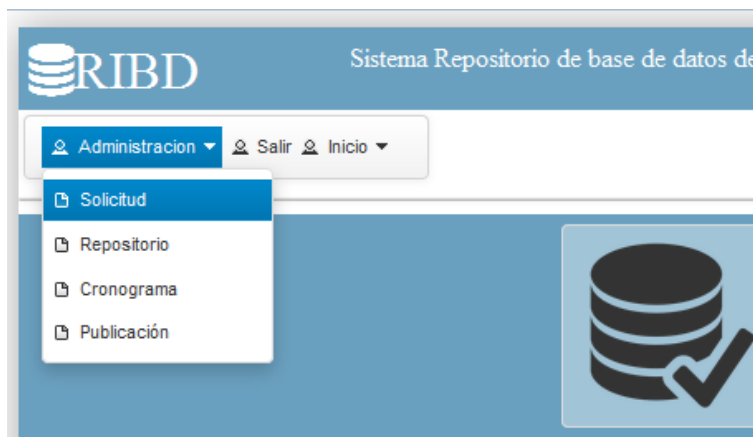 RIBD
Sistema Repositorio de base de datos de
Administracion Salir Inicio
Solicitud
Repositorio
Cronograma
Publicación